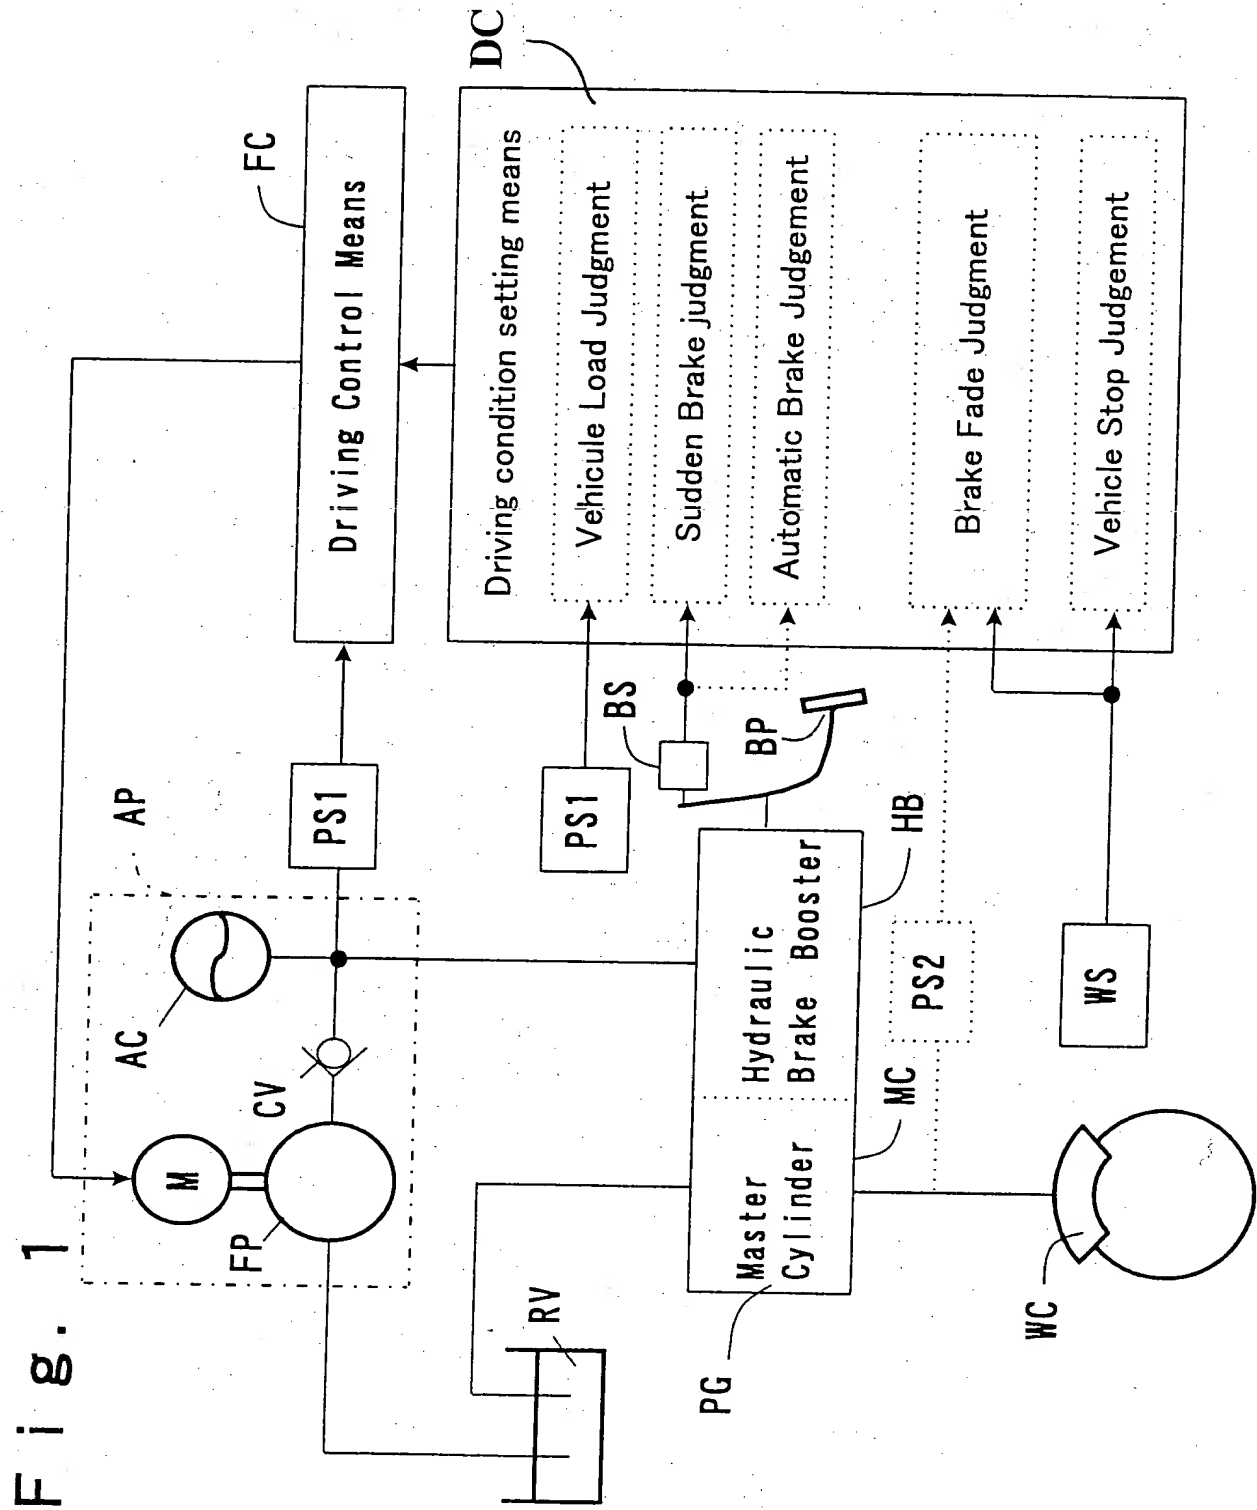 Fig. 1
AP
AC
M
CV
FP
PS1
FC
Driving Control Means
DC
Driving condition setting means
Vehicule Load Judgment
Sudden Brake judgment
Automatic Brake Judgement
Brake Fade Judgment
Vehicle Stop Judgement
PS1
BS
BP
RV
Master
Cylinder
Hydraulic
Brake Booster
HB
PG
MC
PS2
WS
WC